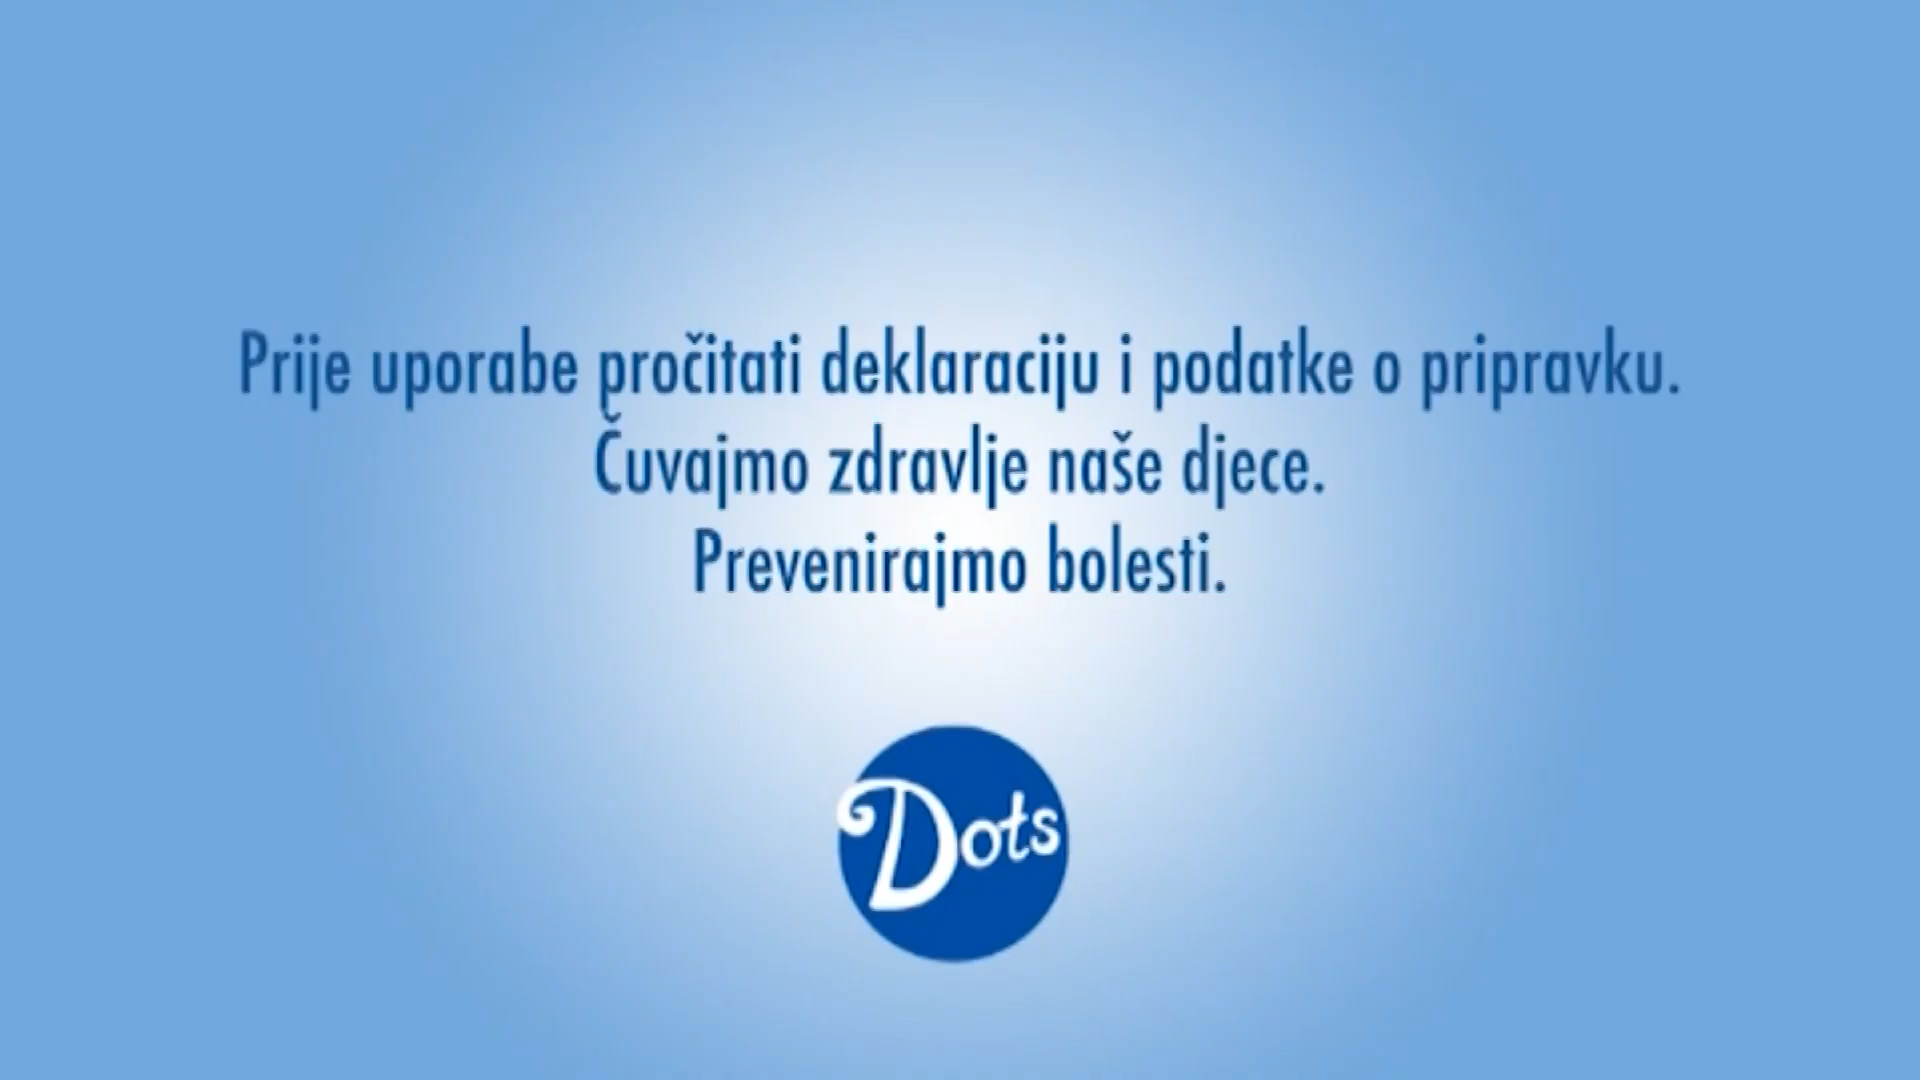 Prije uporabe pročitati deklaraciju i podatke o pripravku.
Čuvajmo zdravlje naše djece.
Prevenirajmo bolesti.
Dots